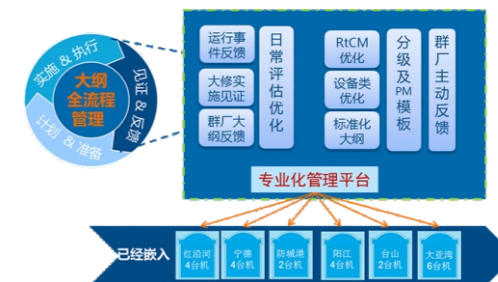 实施 & 执行
见证 & 反馈
计划 & 准备
大纲
全流程
管理
运行事
件反馈
大修实
施见证
群厂大
纲反馈
日常评估优化
RtCM
优化
设备类
优化
标准化
大纲
分级及PM模板
群厂主动反馈
专业化管理平台
已经嵌入
红沿河
4台机
宁德
4台机
防城港
2台机
阳江
4台机
台山
2台机
大亚湾
6台机